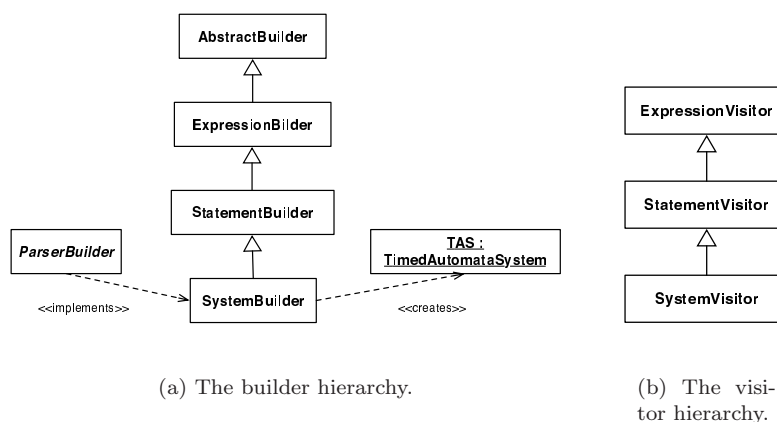 AbstractBuilder
ExpressionBilder
StatementBuilder
ParserBuilder
TAS :
TimedAutomataSystem
SystemBuilder
<<implements>>
<<creates>>
(a) The builder hierarchy.
ExpressionVisitor
StatementVisitor
SystemVisitor
(b) The visi-
tor hierarchy.